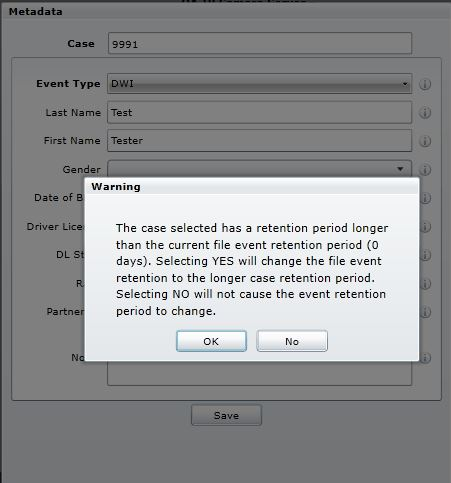 Metadata
Case 9991
Event Type DWI
Last Name Test
First Name Tester
Gender
Warning
Date of B
The case selected has a retention period longer
Driver Lice
than the current file event retention period (0
DL St
days). Selecting YES will change the file event
retention to the longer case retention period.
R
Selecting NO will not cause the event retention
Partner
period to change.
OK No
No
Save